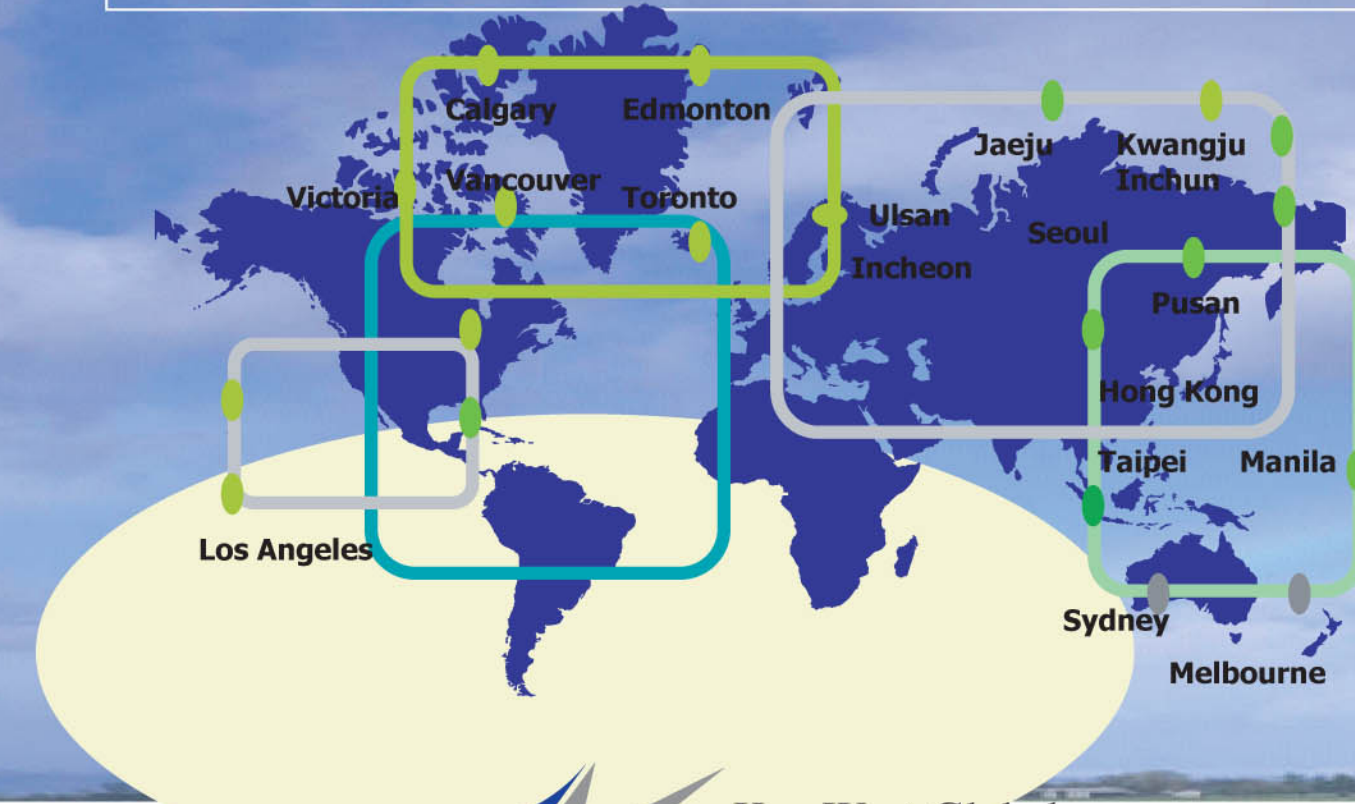 Calgary
Edmonton
Jaeju
Kwangju
Victoria
Vancouver
Toronto
Inchun
Ulsan
Seoul
Incheon
Pusan
Hong Kong
Taipei
Manila
Los Angeles
Sydney
Melbourne